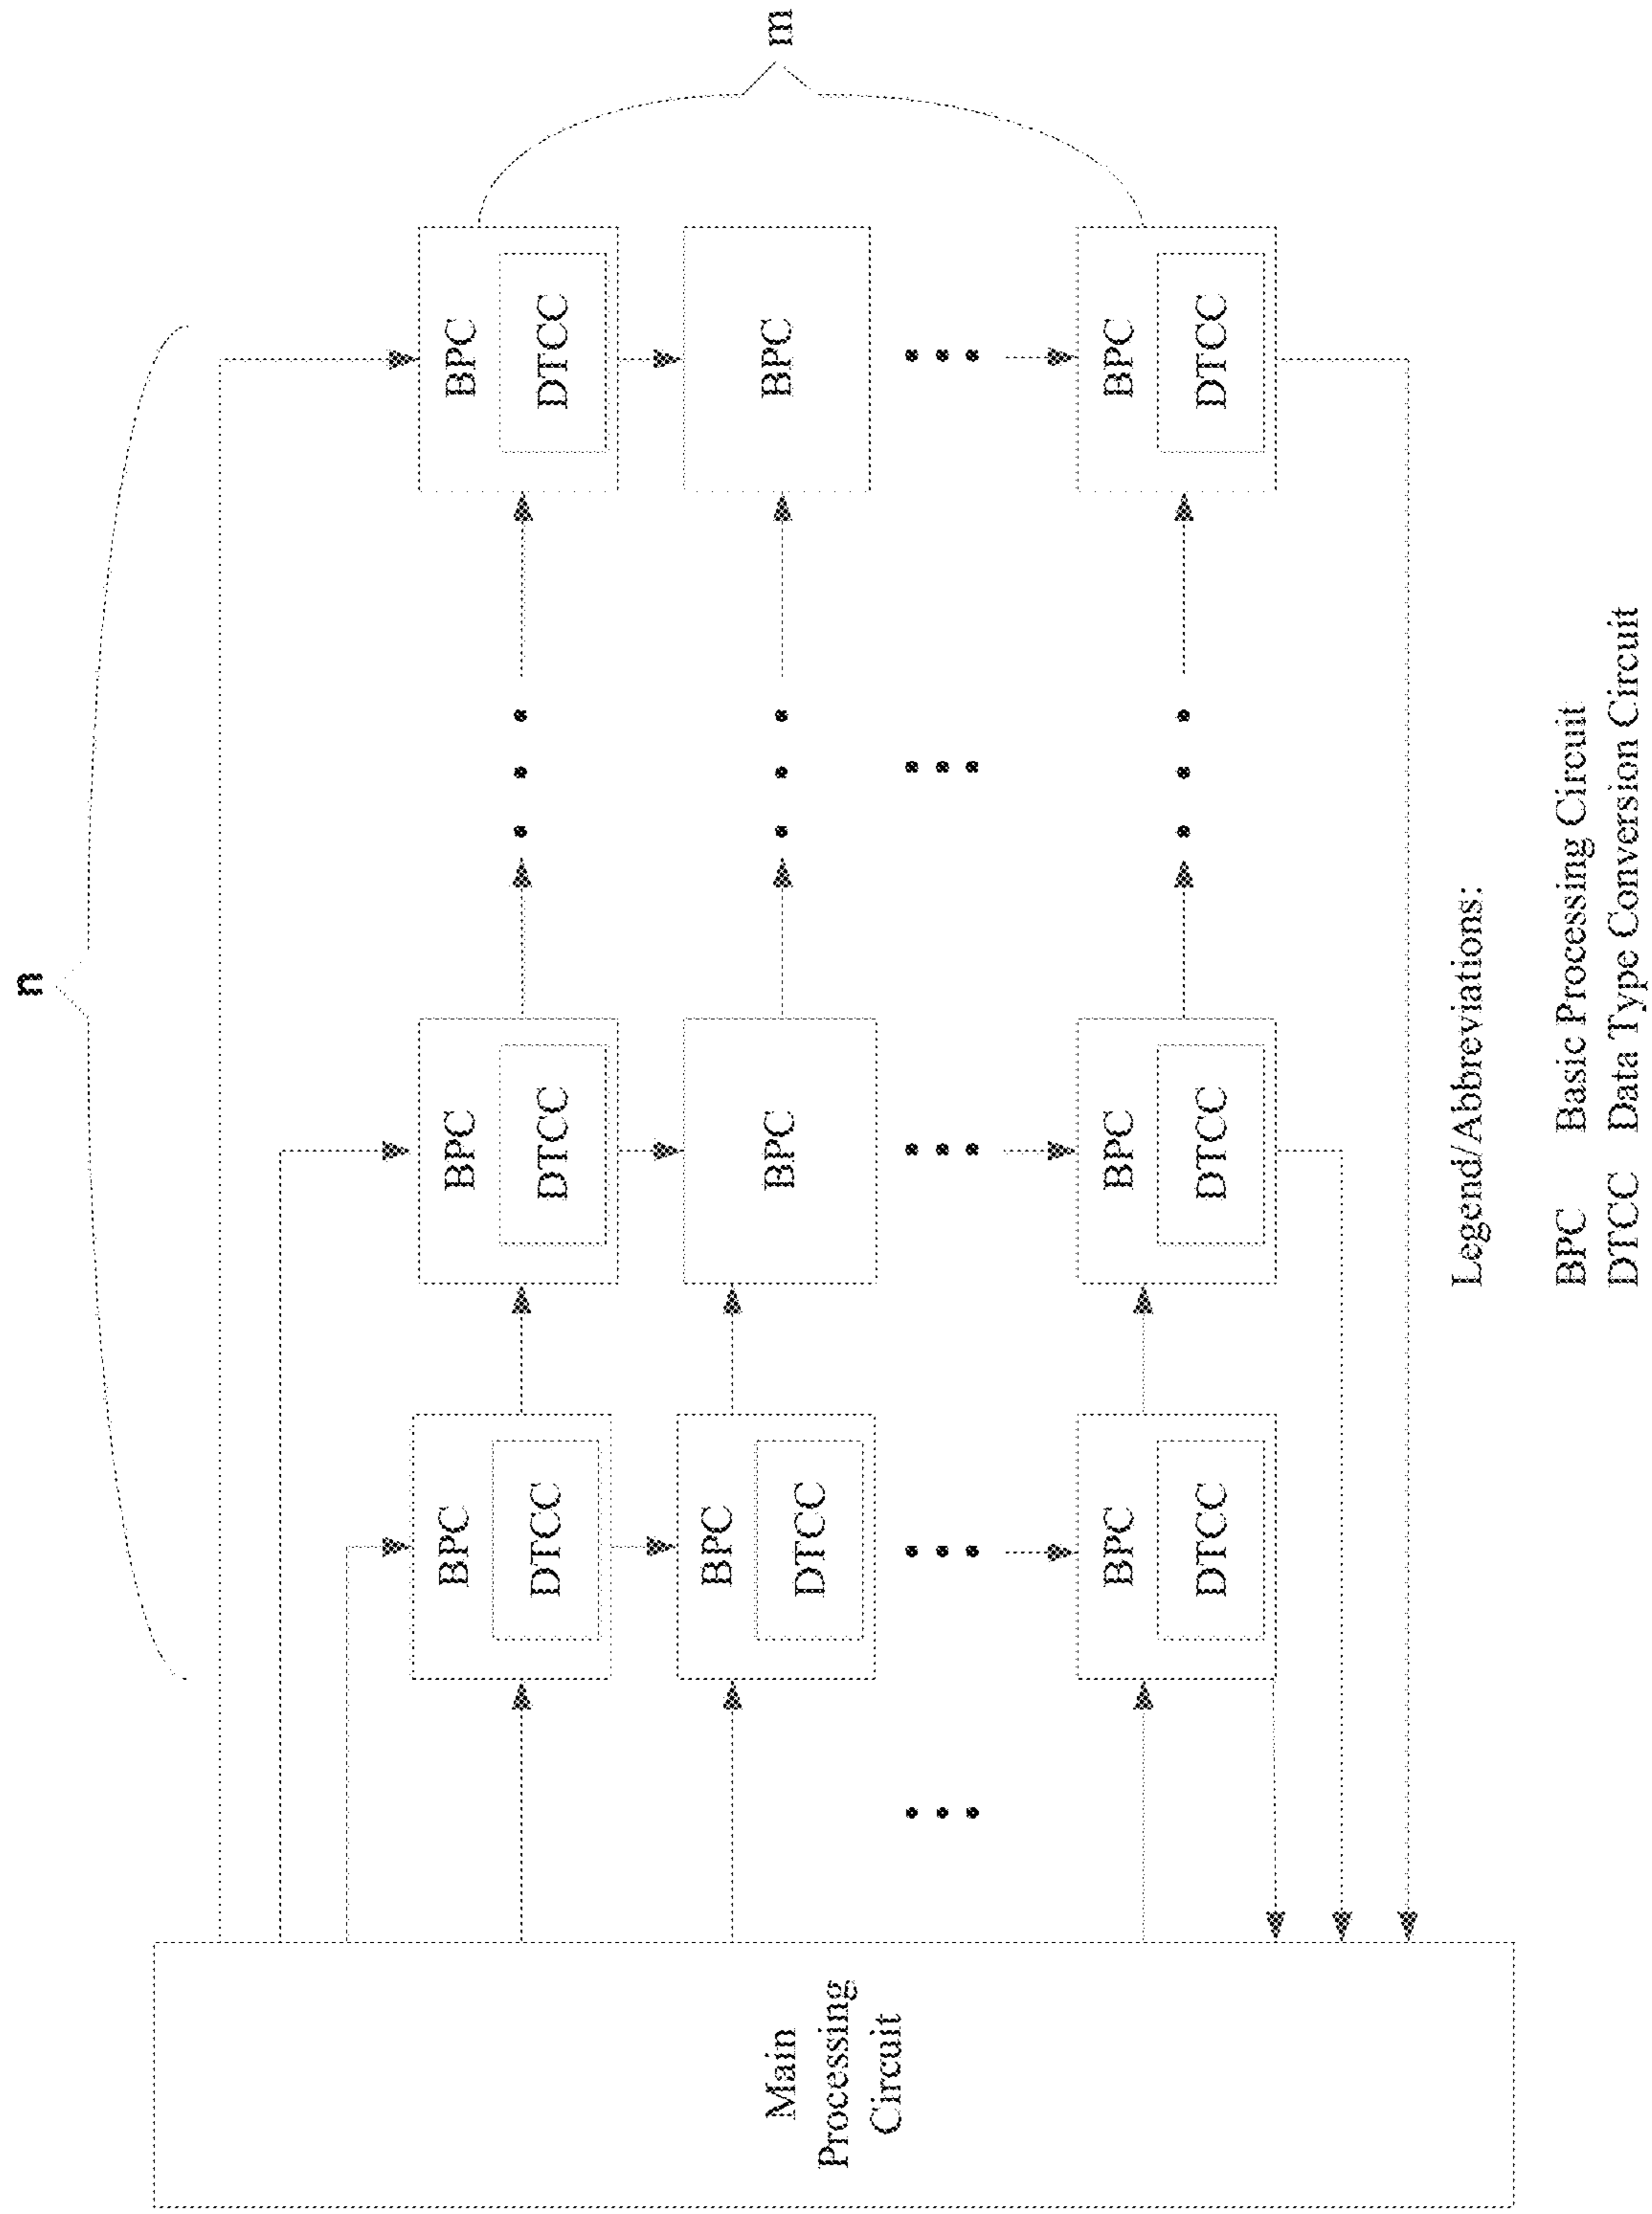 n
m
BPC
DTCC
BPC
DTCC
BPC
DTCC
BPC
DTCC
BPC
BPC
BPC
DTCC
BPC
DTCC
BPC
DTCC
Main
Processing
Circuit
Legend/Abbreviations:
BPC Basic Processing Circuit
DTCC Data Type Conversion Circuit